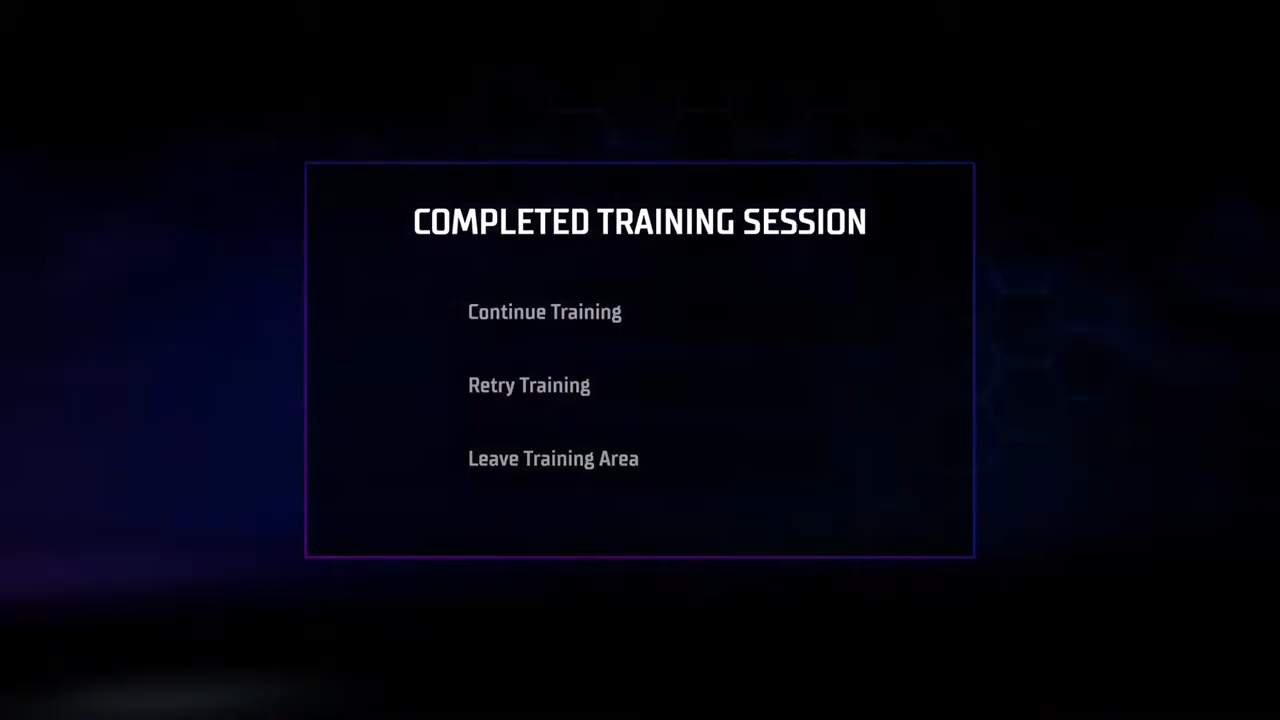 COMPLETED TRAINING SESSION
Continue Training
Retry Training
Leave Training Area